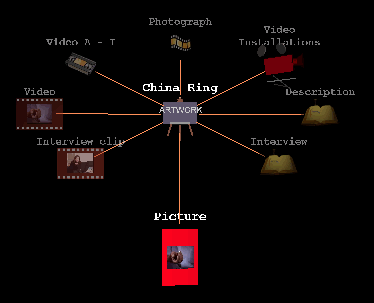 Photograph
Video A - I
Video
Installations
China Ring
Video
Description
ARTWORK
Interview clip
Interview
Picture